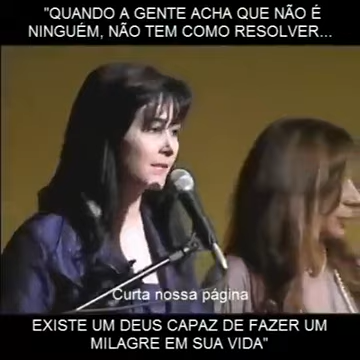 "QUANDO A GENTE ACHA QUE NÃO É
NINGUÉM, NÃO TEM COMO RESOLVER...
Curta nossa página
EXISTE UM DEUS CAPAZ DE FAZER UM
MILAGRE EM SUA VIDA"